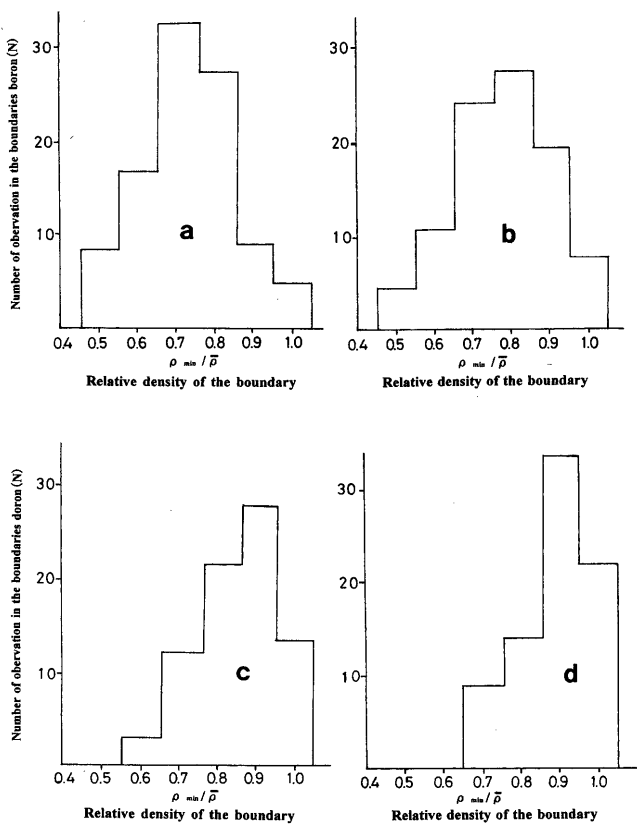 Number of obervation in the boundaries boron (N)
30
20
10
a
0.4 0.5 0.6 0.7 0.8 0.9 1.0
ρ min / ρ̅
Relative density of the boundary
30
20
10
b
0.4 0.5 0.6 0.7 0.8 0.9 1.0
ρ min / ρ̅
Relative density of the boundary
Number of obervation in the boundaries doron (N)
30
20
10
c
0.4 0.5 0.6 0.7 0.8 0.9 1.0
ρ min / ρ̅
Relative density of the boundary
30
20
10
d
0.4 0.5 0.6 0.7 0.8 0.9 1.0
ρ min / ρ̅
Relative density of the boundary